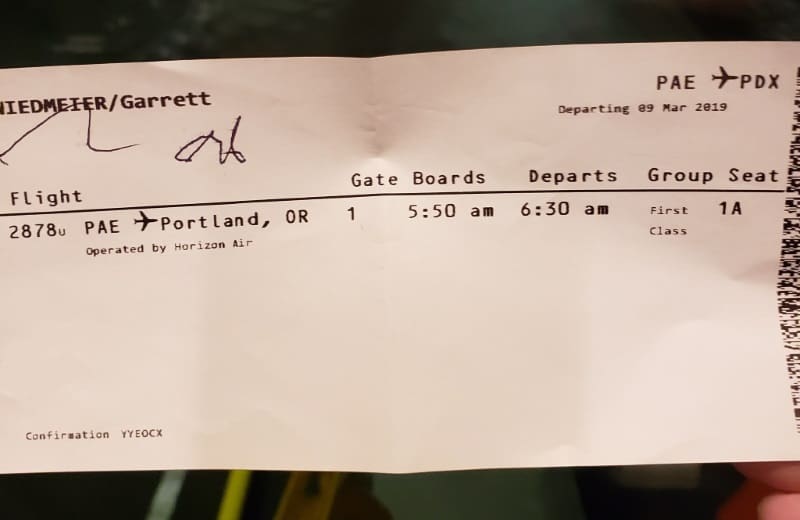 NIEDMEIER/Garrett
PAE PDX
Departing 09 Mar 2019
Flight Gate Boards Departs Group Seat
2878U PAE Portland, OR 1 5:50 am 6:30 am First Class 1A
Operated by Horizon Air
Confirmation YYEOCX